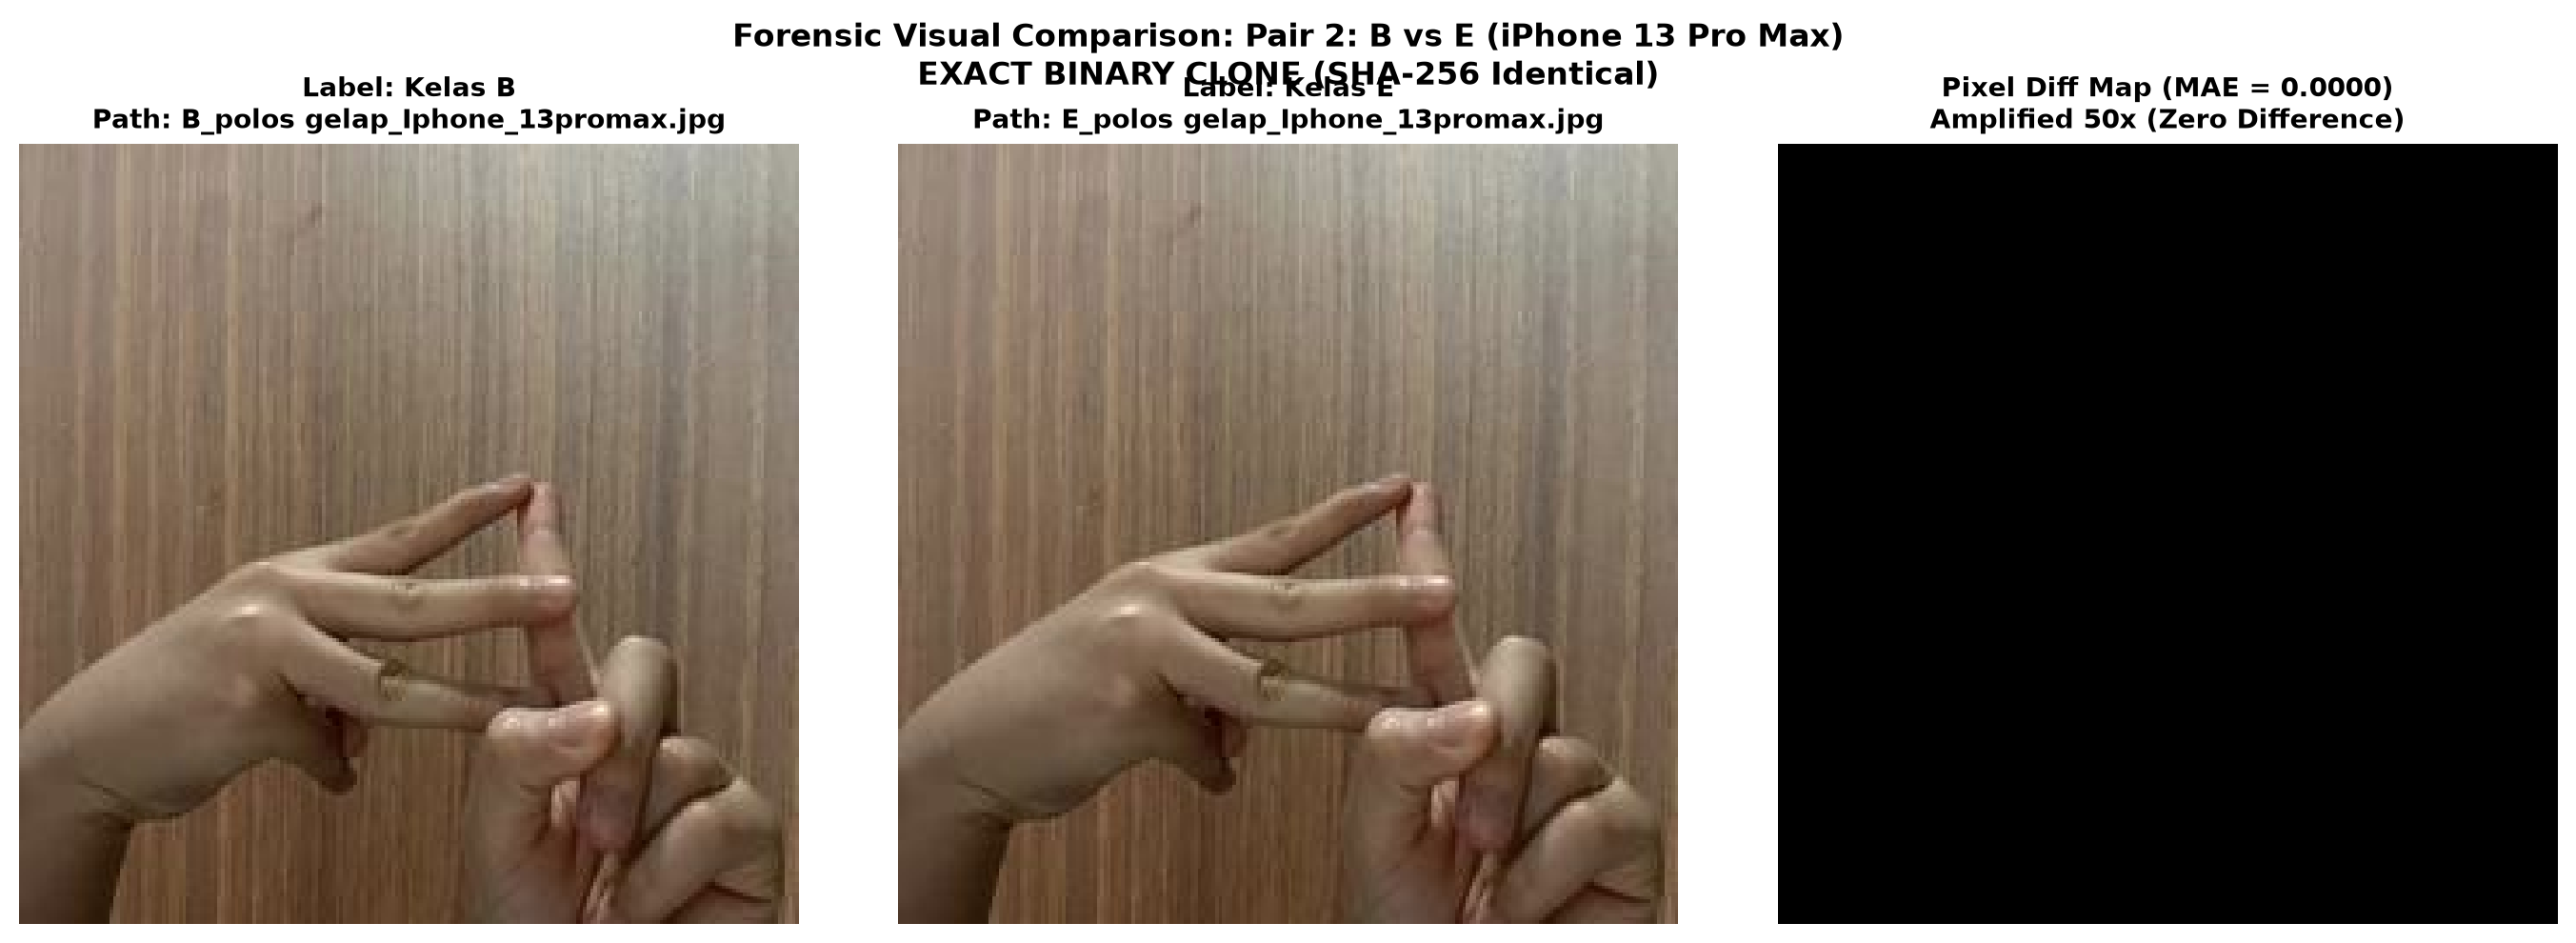 Forensic Visual Comparison: Pair 2: B vs E (iPhone 13 Pro Max)
EXACT BINARY CLONE (SHA-256 Identical)
Label: Kelas B
Path: B_polos gelap_Iphone_13promax.jpg
Label: Kelas E
Path: E_polos gelap_Iphone_13promax.jpg
Pixel Diff Map (MAE = 0.0000)
Amplified 50x (Zero Difference)